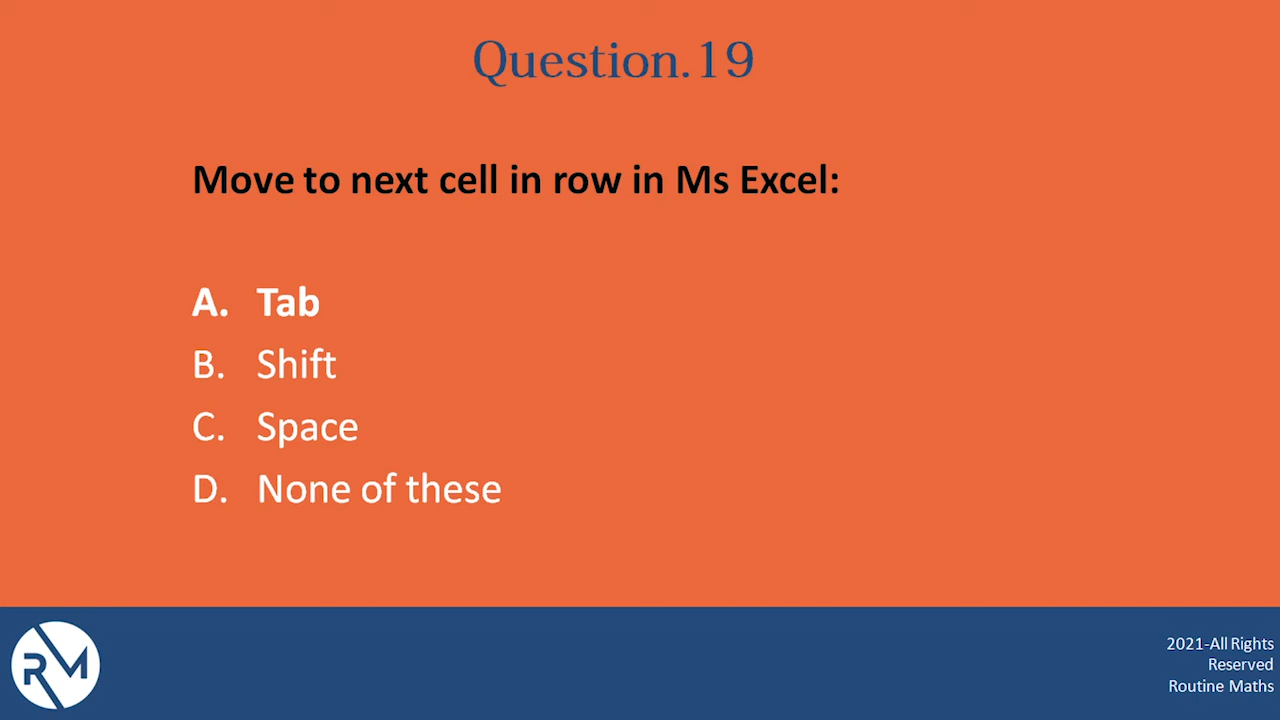 Question.19
Move to next cell in row in Ms Excel:
A. Tab
B. Shift
C. Space
D. None of these
RM
2021-All Rights
Reserved
Routine Maths